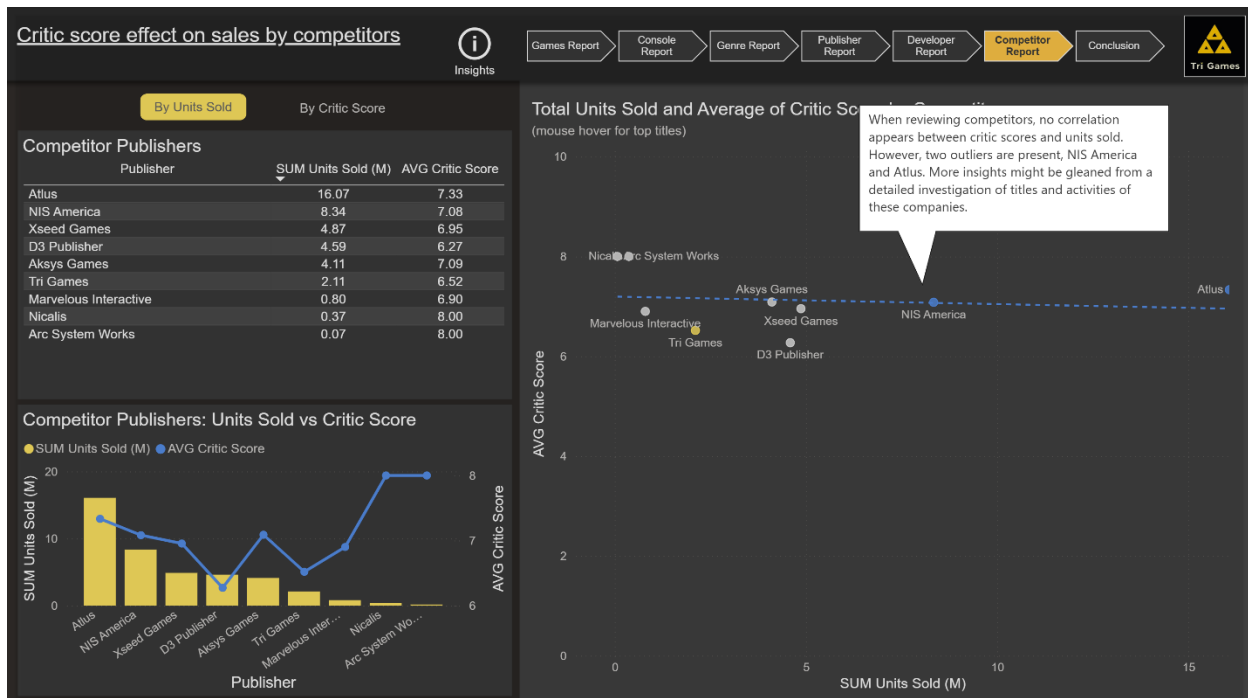 Critic score effect on sales by competitors
Insights
Games Report
Console
Report
Genre Report
Publisher
Report
Developer
Report
Competitor
Report
Conclusion
Tri Games
By Units Sold
By Critic Score
Competitor Publishers
Publisher SUM Units Sold (M) AVG Critic Score
Atlus 16.07 7.33
NIS America 8.34 7.08
Xseed Games 4.87 6.95
D3 Publisher 4.59 6.27
Aksys Games 4.11 7.09
Tri Games 2.11 6.52
Marvelous Interactive 0.80 6.90
Nicalis 0.37 8.00
Arc System Works 0.07 8.00
Competitor Publishers: Units Sold vs Critic Score
SUM Units Sold (M) AVG Critic Score
SUM Units Sold (M)
20
10
0
8
7
6
AVG Critic Score
Atlus
NIS America
Xseed Games
D3 Publisher
Aksys Games
Tri Games
Marvelous Inter...
Nicalis
Arc System Wo...
Publisher
Total Units Sold and Average of Critic
(mouse hover for top titles)
When reviewing competitors, no correlation
appears between critic scores and units sold.
However, two outliers are present, NIS America
and Atlus. More insights might be gleaned from a
detailed investigation of titles and activities of
these companies.
AVG Critic Score
10
8
6
4
2
0
System Works
Aksys Games
Atlus
Marvelous Interactive
Xseed Games
NIS America
Tri Games
D3 Publisher
0
5
10
15
SUM Units Sold (M)